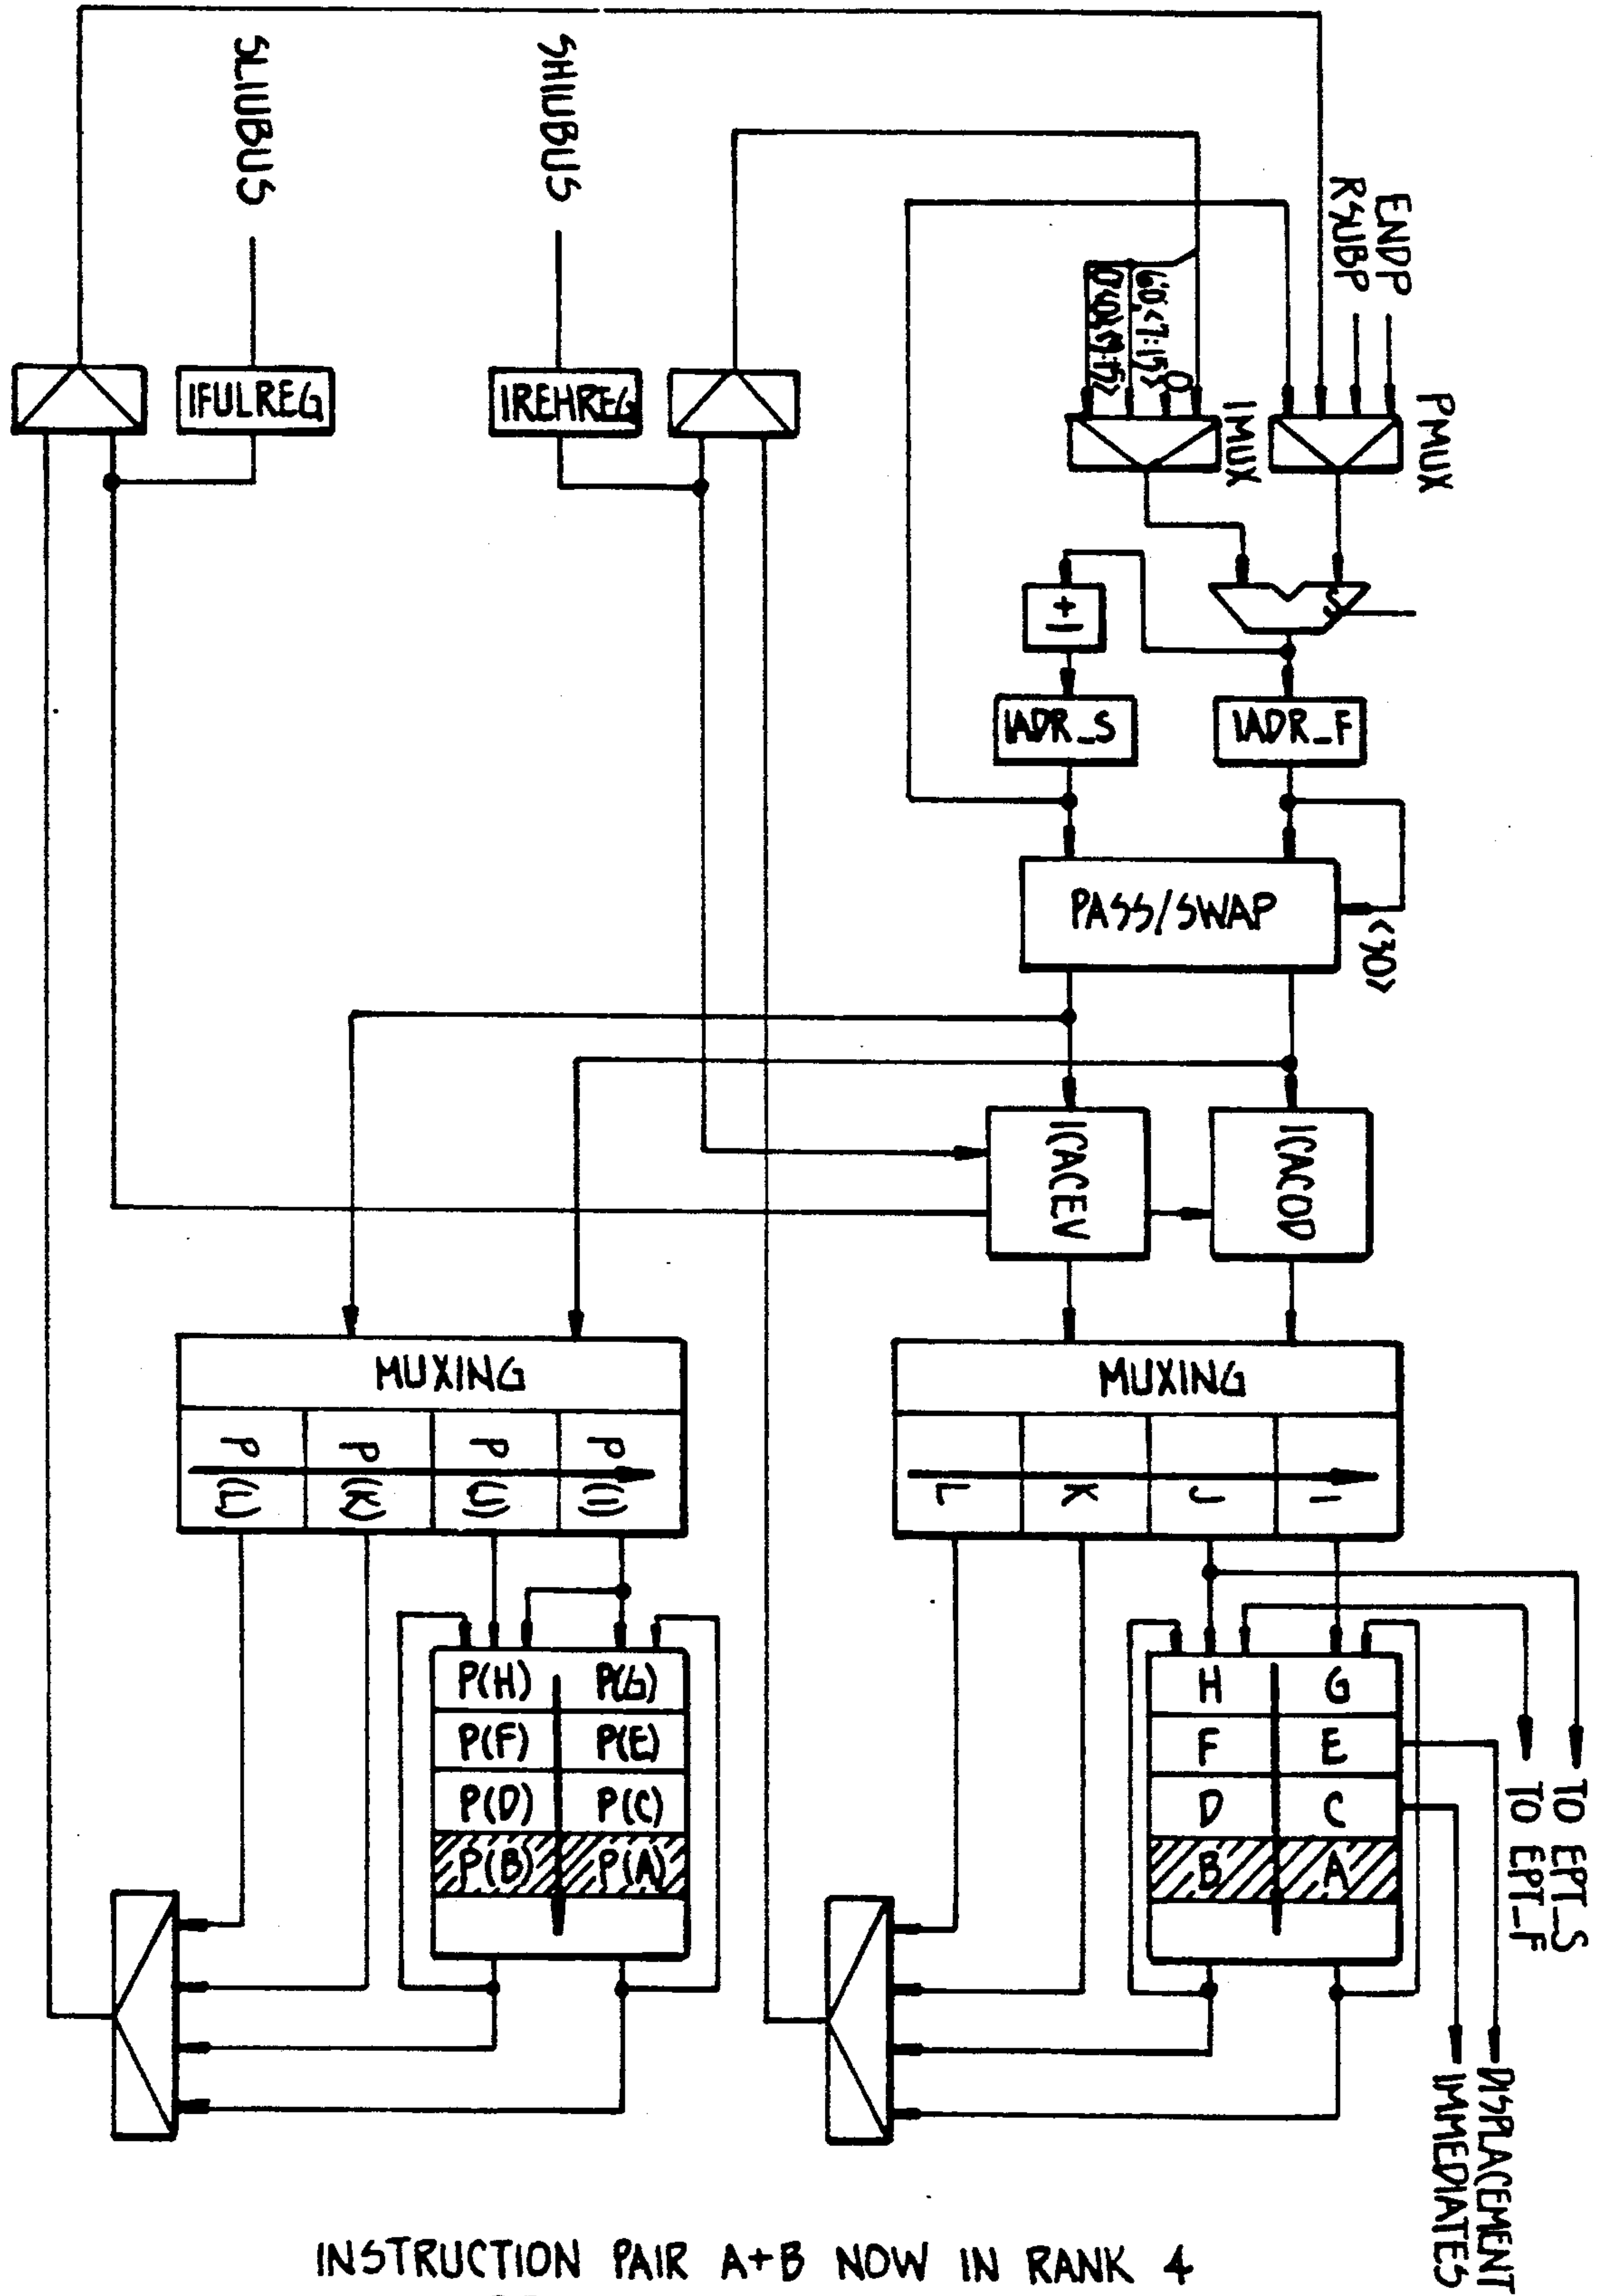 SLIUBUS
SHIUBUS
ENDP
RSUBP
0
IFULREG
IREHREG
IMUX
PMUX
±1
IADR_S
IADR_F
PASS/SWAP
<30>
ICACEV
ICACOD
MUXING
MUXING
P(L) P(K) P(J) P(I)
L K J I
P(H) P(G)
P(F) P(E)
P(D) P(C)
P(B) P(A)
H G
F E
D C
B A
TO EPT_S
TO EPT_F
DISPLACEMENT
IMMEDIATES
INSTRUCTION PAIR A+B NOW IN RANK 4